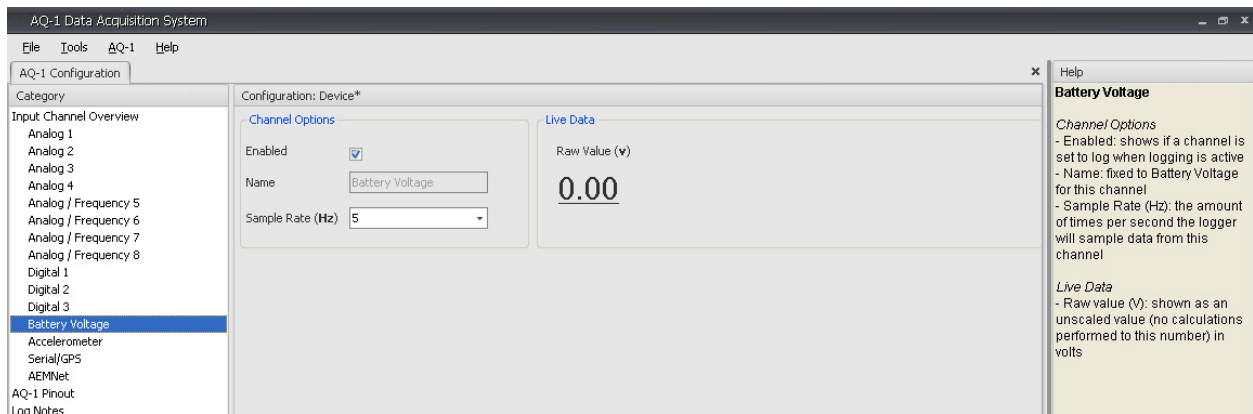 AQ-1 Data Acquisition System
File Tools AQ-1 Help
AQ-1 Configuration
Category
Input Channel Overview
Analog 1
Analog 2
Analog 3
Analog 4
Analog / Frequency 5
Analog / Frequency 6
Analog / Frequency 7
Analog / Frequency 8
Digital 1
Digital 2
Digital 3
Battery Voltage
Accelerometer
Serial/GPS
AEMNet
AQ-1 Pinout
Log Notes
Configuration: Device*
Channel Options
Enabled
Name Battery Voltage
Sample Rate (Hz) 5
Live Data
Raw Value (v)
0.00
Help
Battery Voltage
Channel Options
- Enabled: shows if a channel is
set to log when logging is active
- Name: fixed to Battery Voltage
for this channel
- Sample Rate (Hz): the amount
of times per second the logger
will sample data from this
channel
Live Data
- Raw value (V): shown as an
unscaled value (no calculations
performed to this number) in
volts